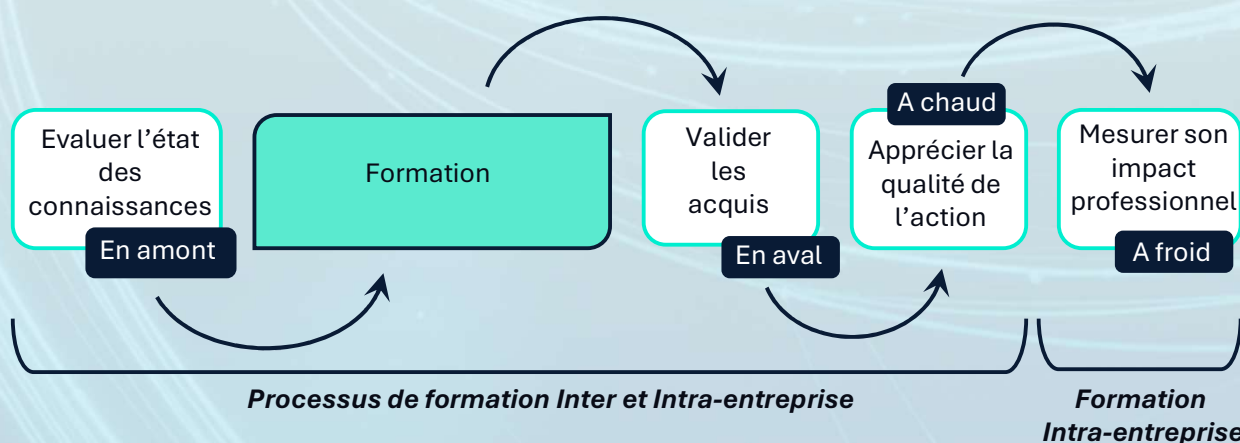 Evaluer l’état
des
connaissances
En amont
Formation
Valider
les
acquis
En aval
A chaud
Apprécier la
qualité de
l’action
Mesurer son
impact
professionnel
A froid
Processus de formation Inter et Intra-entreprise
Formation
Intra-entreprise